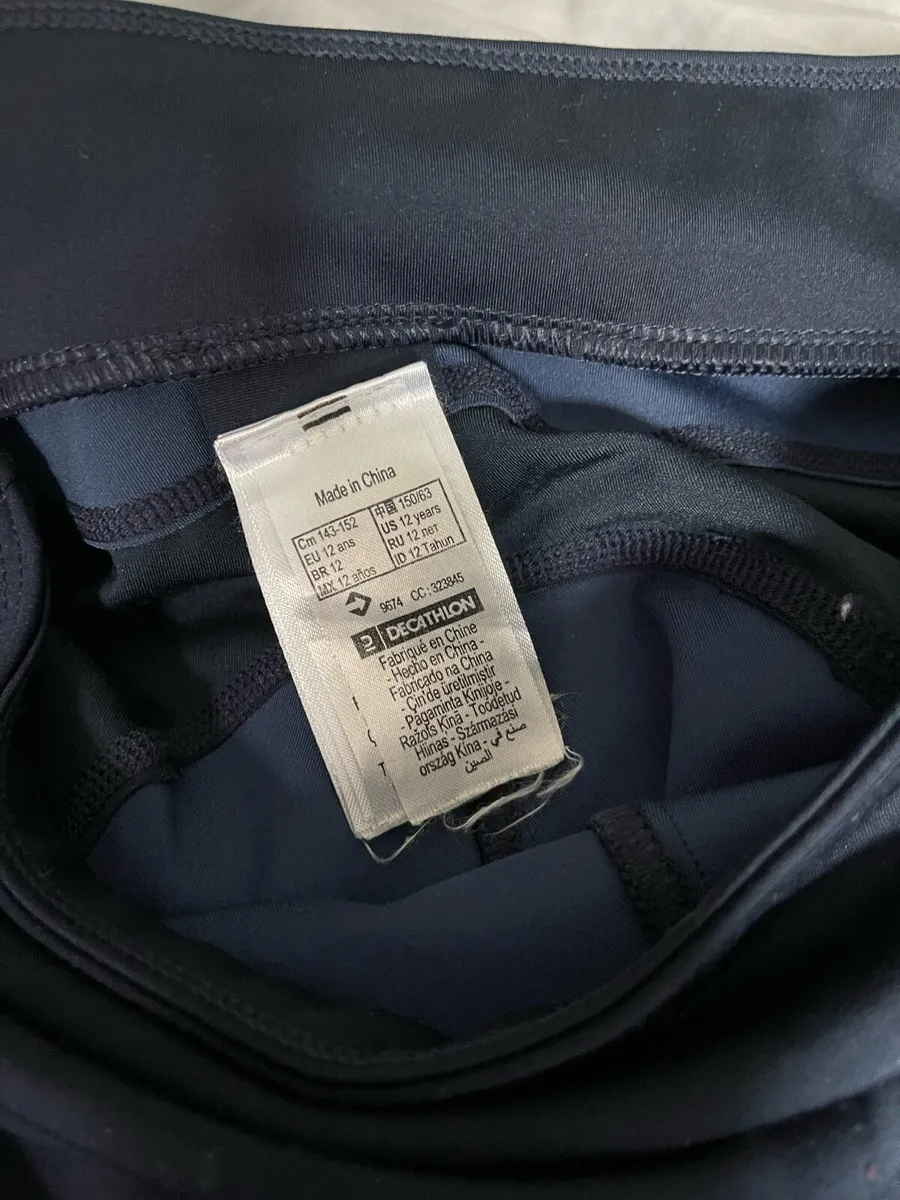 Made in China
Cm 143-152
EU 12 ans
BR 12
MX 12 años
中国 150/63
US 12 years
RU 12 лет
ID 12 Tahun
9674 CC: 323845
DECATHLON
Fabriqué en Chine
- Hecho en China -
Fabricado na China
- Çin'de üretilmiştir
- Pagaminta Kinijoje -
Ražots Ķīnā - Toodetud
Hiinas - Származási
ország Kína - صنع في
الصين